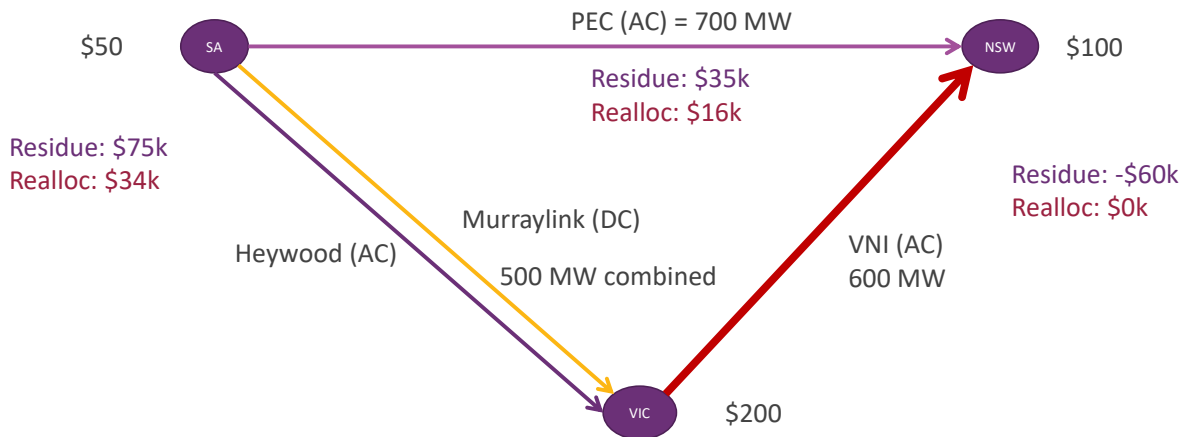 PEC (AC) = 700 MW
$50
SA
NSW
$100
Residue: $35k
Realloc: $16k
Residue: $75k
Realloc: $34k
Residue: -$60k
Realloc: $0k
Murraylink (DC)
Heywood (AC)
VNI (AC)
500 MW combined
600 MW
VIC
$200